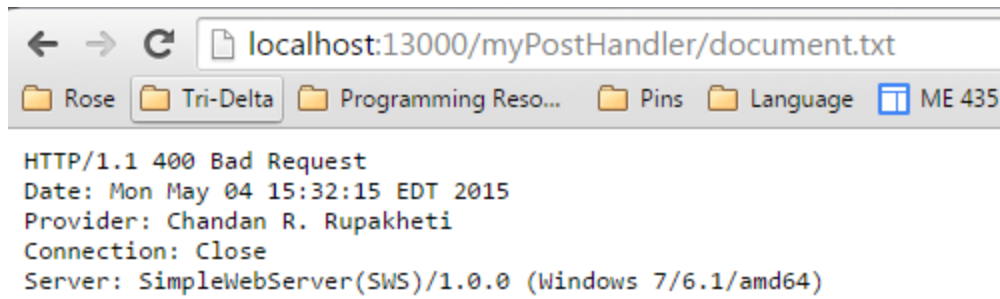 localhost:13000/myPostHandler/document.txt
Rose Tri-Delta Programming Reso... Pins Language ME 435
HTTP/1.1 400 Bad Request
Date: Mon May 04 15:32:15 EDT 2015
Provider: Chandan R. Rupakheti
Connection: Close
Server: SimpleWebServer(SWS)/1.0.0 (Windows 7/6.1/amd64)